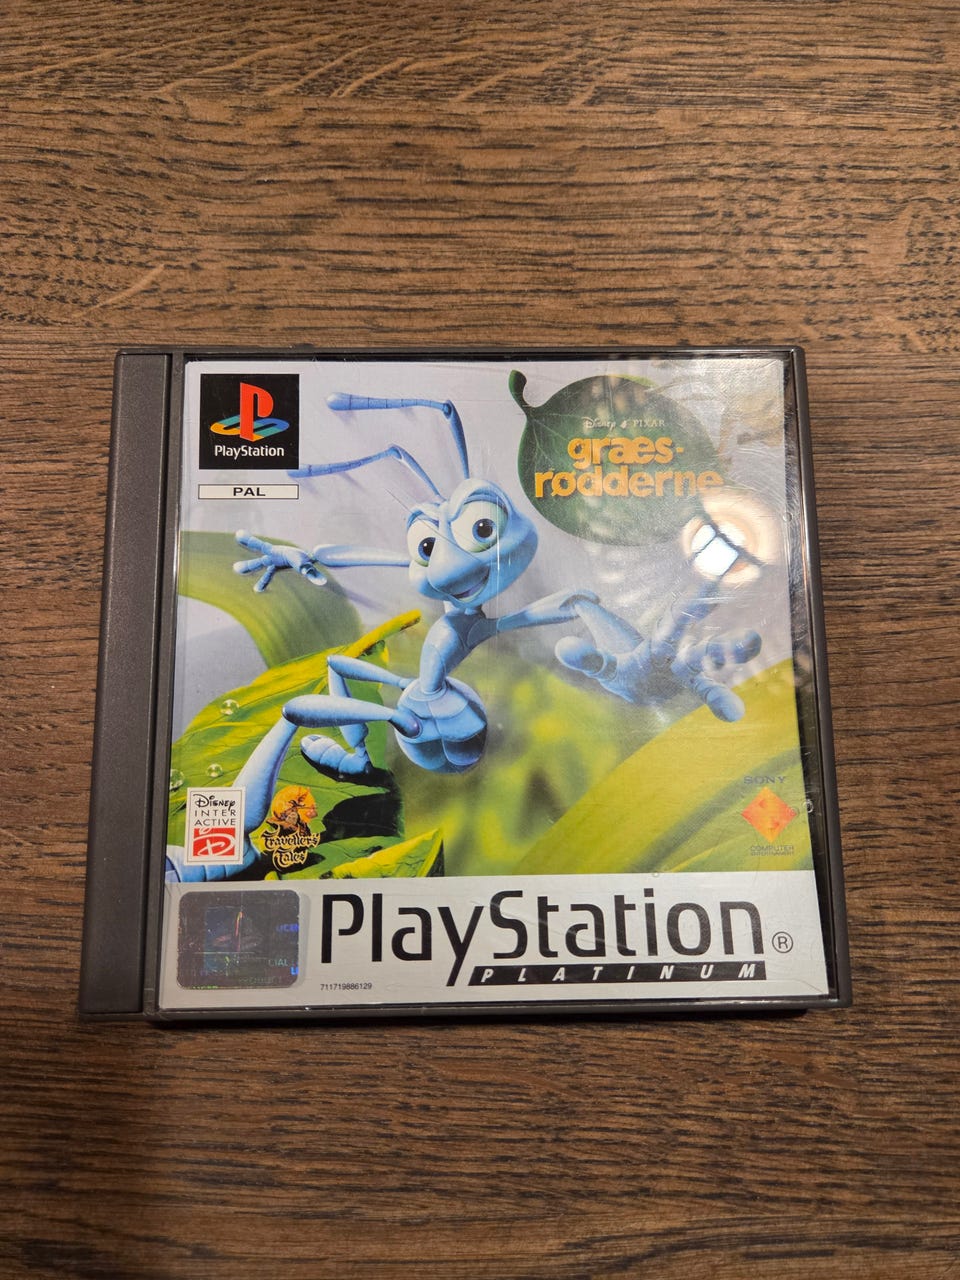 PlayStation
PAL
Disney PIXAR
graes-
rødderne
DISNEY
INTER
ACTIVE
Traveller's
Tales
SONY
COMPUTER
ENTERTAINMENT
PlayStation®
PLATINUM
711719886129